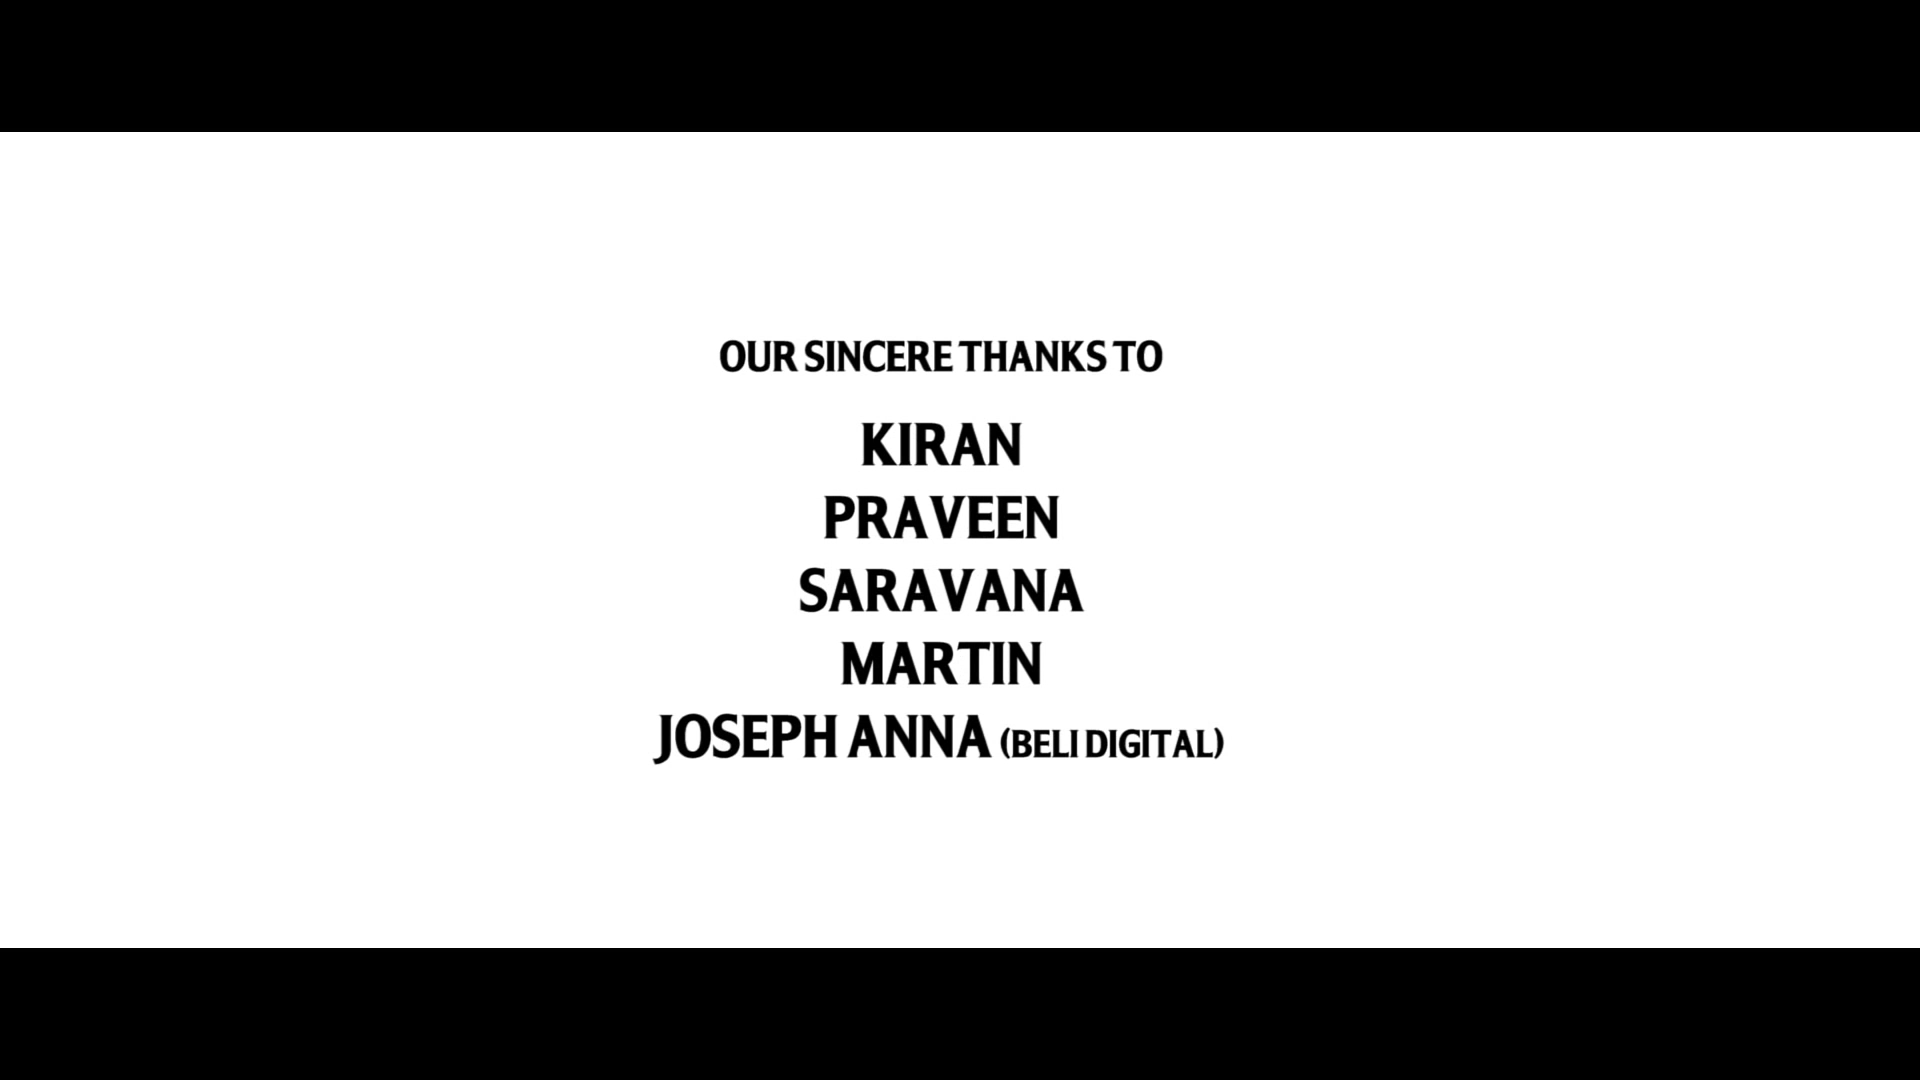 OUR SINCERE THANKS TO
KIRAN
PRAVEEN
SARAVANA
MARTIN
JOSEPH ANNA (BELI DIGITAL)